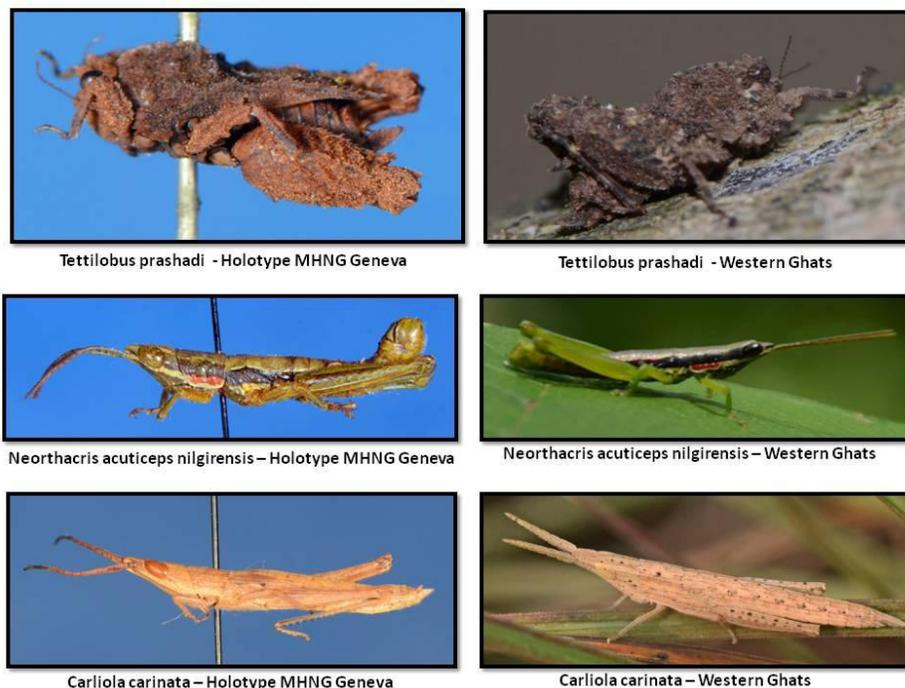 Tettilobus prashadi - Holotype MHNG Geneva
Tettilobus prashadi - Western Ghats
Neorthacris acuticeps nilgirensis – Holotype MHNG Geneva
Neorthacris acuticeps nilgirensis – Western Ghats
Carliola carinata – Holotype MHNG Geneva
Carliola carinata – Western Ghats